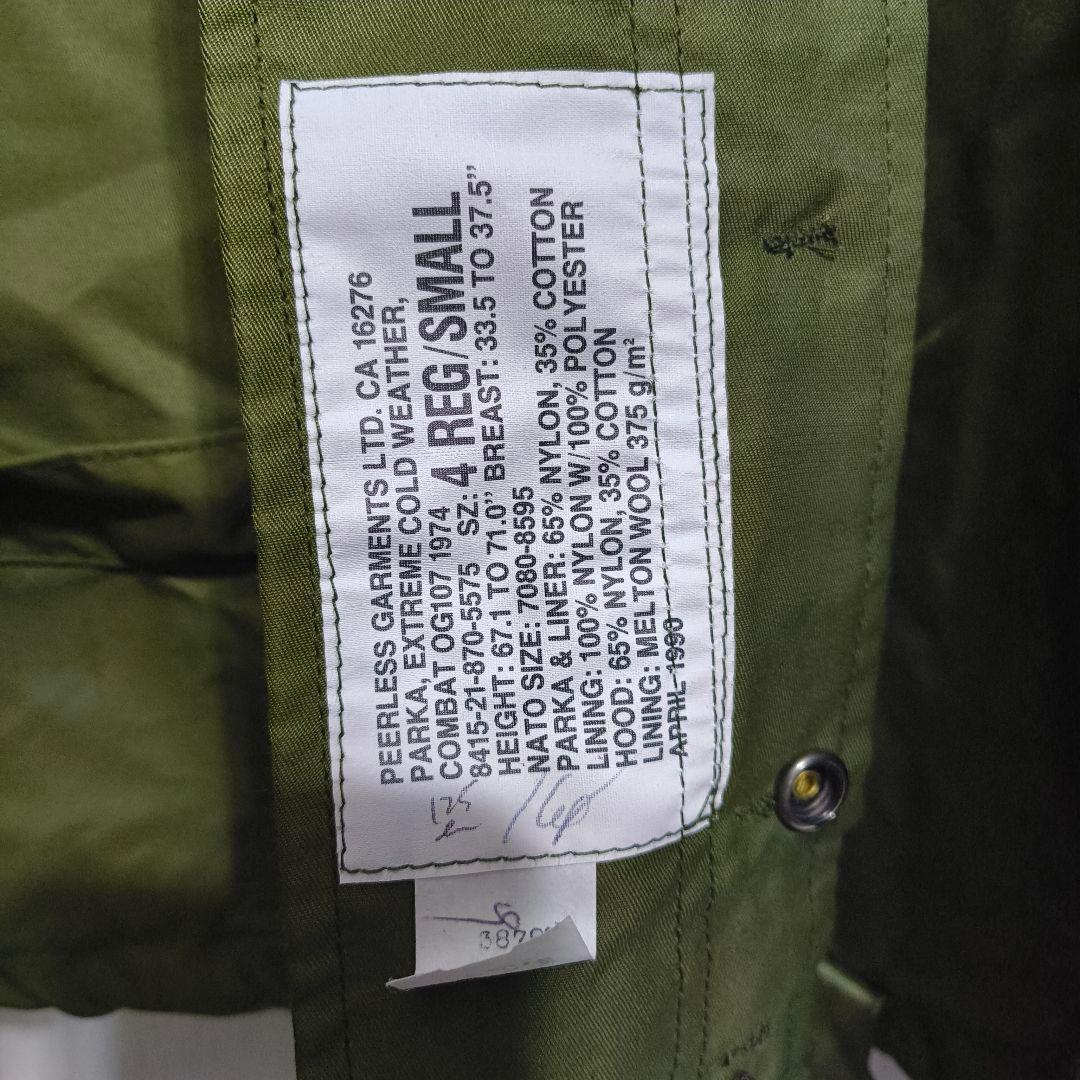 PEERLESS GARMENTS LTD. CA 16276
PARKA, EXTREME COLD WEATHER,
COMBAT OG107 1974
8415-21-870-5575 SZ: 4 REG/SMALL
HEIGHT: 67.1 TO 71.0” BREAST: 33.5 TO 37.5”
NATO SIZE: 7080-8595
PARKA & LINER: 65% NYLON, 35% COTTON
LINING: 100% NYLON W/100% POLYESTER
HOOD: 65% NYLON, 35% COTTON
LINING: MELTON WOOL 375 g/m²
APRIL 1990